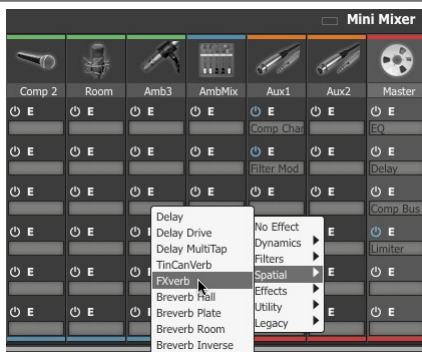 Mini Mixer
Comp 2 Room Amb3 AmbMix Aux1 Aux2 Master
E E E E E E E
Comp Chan EQ
E E E E E E E
Filter Mod Delay
E E E E E E E
Comp Bus
E E E E
Limiter
E E E
E E E
Delay
Delay Drive
Delay MultiTap
TinCanVerb
FXverb
Breverb Hall
Breverb Plate
Breverb Room
Breverb Inverse
No Effect
Dynamics
Filters
Spatial
Effects
Utility
Legacy